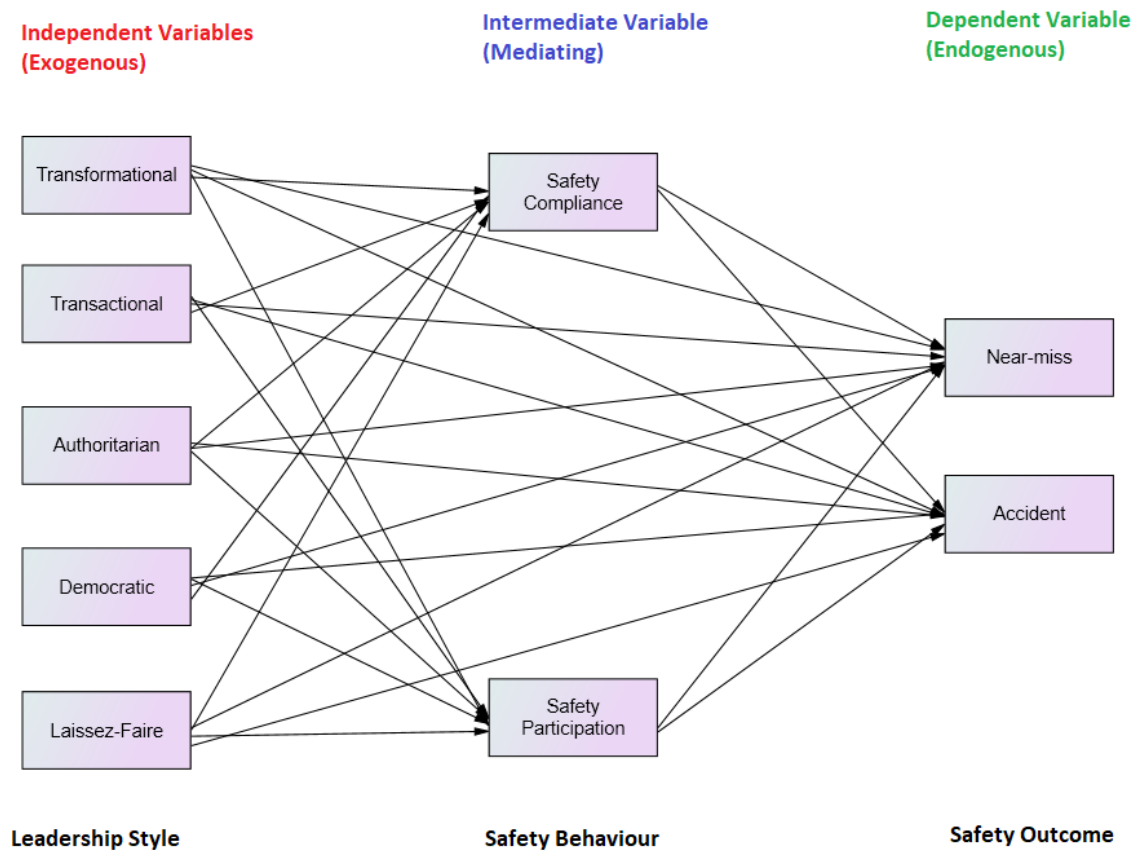 Independent Variables
(Exogenous)
Intermediate Variable
(Mediating)
Dependent Variable
(Endogenous)
Transformational
Transactional
Authoritarian
Democratic
Laissez-Faire
Safety
Compliance
Safety
Participation
Near-miss
Accident
Leadership Style
Safety Behaviour
Safety Outcome